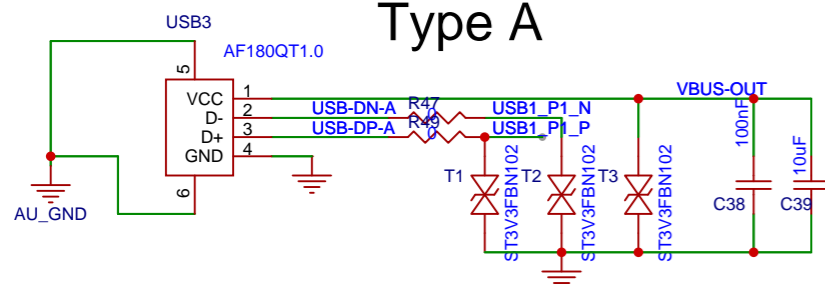 Type A
USB3
AF180QT1.0
5
VCC 1
D- 2
D+ 3
GND 4
6
AU_GND
USB-DN-A
R47
0
USB1_P1_N
USB-DP-A
R49
0
USB1_P1_P
VBUS-OUT
T1
ST3V3FBN102
T2
ST3V3FBN102
T3
ST3V3FBN102
100nF
C38
10uF
C39